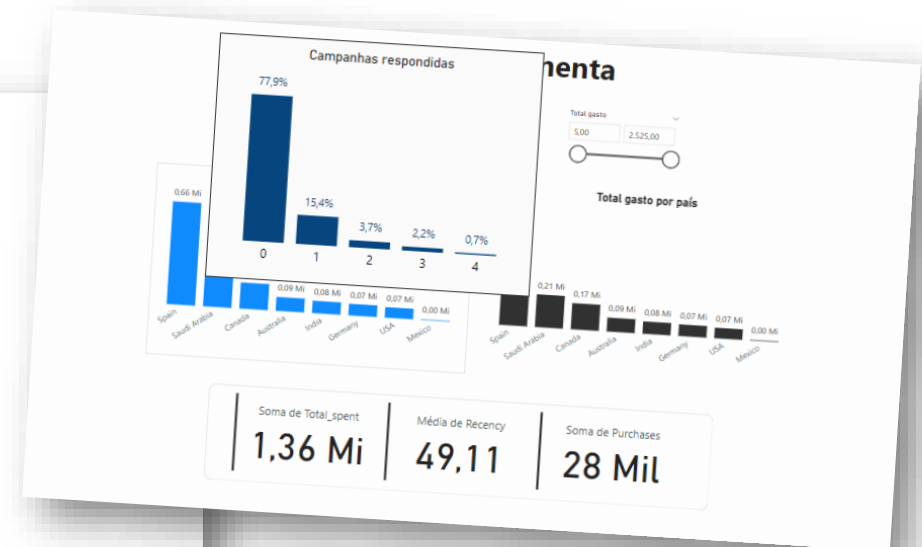 Campanhas respondidas
77,9%
15,4%
3,7%
2,2%
0,7%
0
1
2
3
4
Total gasto
5,00
2.525,00
Total gasto por país
0,66 Mi
0,09 Mi
0,08 Mi
0,07 Mi
0,07 Mi
0,00 Mi
Spain
Saudi Arabia
Canada
Australia
India
Germany
USA
Mexico
0,21 Mi
0,17 Mi
0,09 Mi
0,08 Mi
0,07 Mi
0,07 Mi
0,00 Mi
Spain
Saudi Arabia
Canada
Australia
India
Germany
USA
Mexico
Soma de Total_spent
1,36 Mi
Média de Recency
49,11
Soma de Purchases
28 Mil